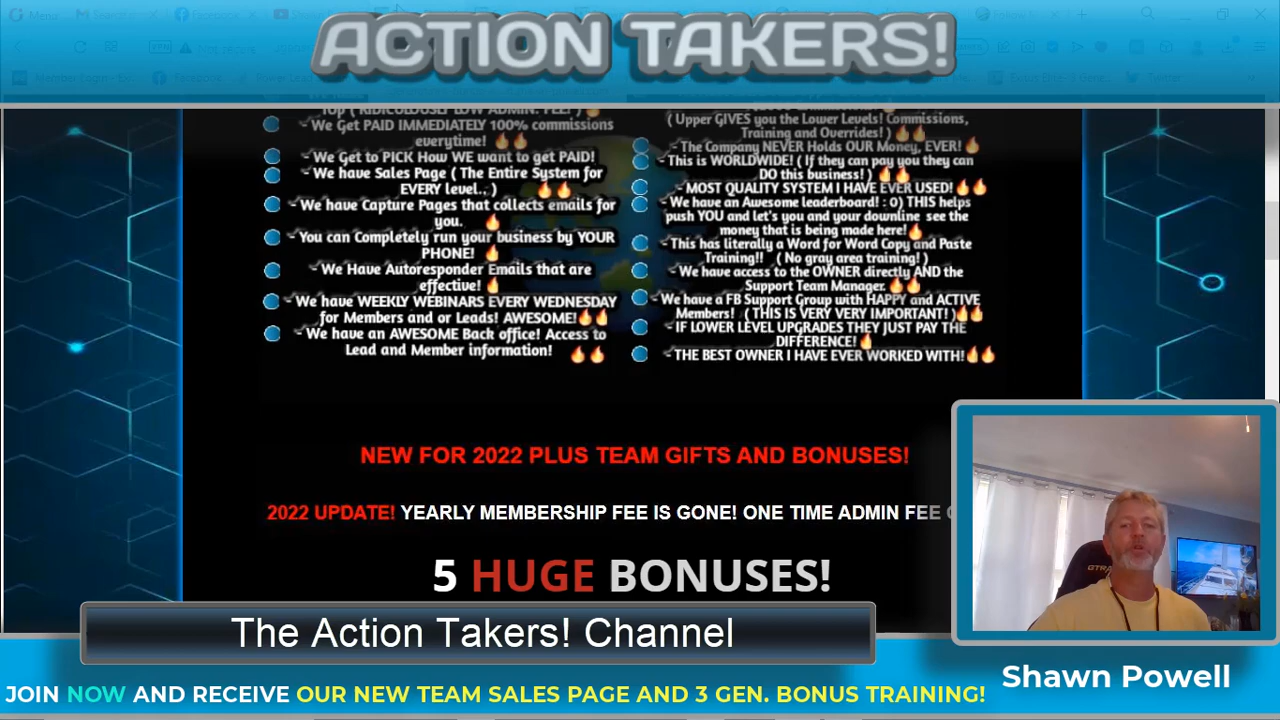 ACTION TAKERS!
Top ( RIDICULOUSLY LOW ADMIN. FEE! )
- We Get PAID IMMEDIATELY 100% commissions
everytime!
- We Get to PICK How WE want to get PAID!
- We have Sales Page ( The Entire System for
EVERY level.. )
- We have Capture Pages that collects emails for
you.
- You can Completely run your business by YOUR
PHONE!
- We Have Autoresponder Emails that are
effective!
- We have WEEKLY WEBINARS EVERY WEDNESDAY
for Members and or Leads! AWESOME!
- We have an AWESOME Back office! Access to
Lead and Member information!
( Upper GIVES you the Lower Levels! Commissions,
Training and Overrides! )
- The Company NEVER Holds OUR Money, EVER!
- This is WORLDWIDE! ( If they can pay you they can
DO this business! )
- MOST QUALITY SYSTEM I HAVE EVER USED!
- We have an Awesome leaderboard! : 0) THIS helps
push YOU and let's you and your downline see the
money that is being made here!
- This has literally a Word for Word Copy and Paste
Training!! ( No gray area training! )
- We have access to the OWNER directly AND the
Support Team Manager.
- We have a FB Support Group with HAPPY and ACTIVE
Members! ( THIS IS VERY VERY IMPORTANT! )
- IF LOWER LEVEL UPGRADES THEY JUST PAY THE
DIFFERENCE!
- THE BEST OWNER I HAVE EVER WORKED WITH!
NEW FOR 2022 PLUS TEAM GIFTS AND BONUSES!
2022 UPDATE! YEARLY MEMBERSHIP FEE IS GONE! ONE TIME ADMIN FEE
5 HUGE BONUSES!
The Action Takers! Channel
Shawn Powell
JOIN NOW AND RECEIVE OUR NEW TEAM SALES PAGE AND 3 GEN. BONUS TRAINING!